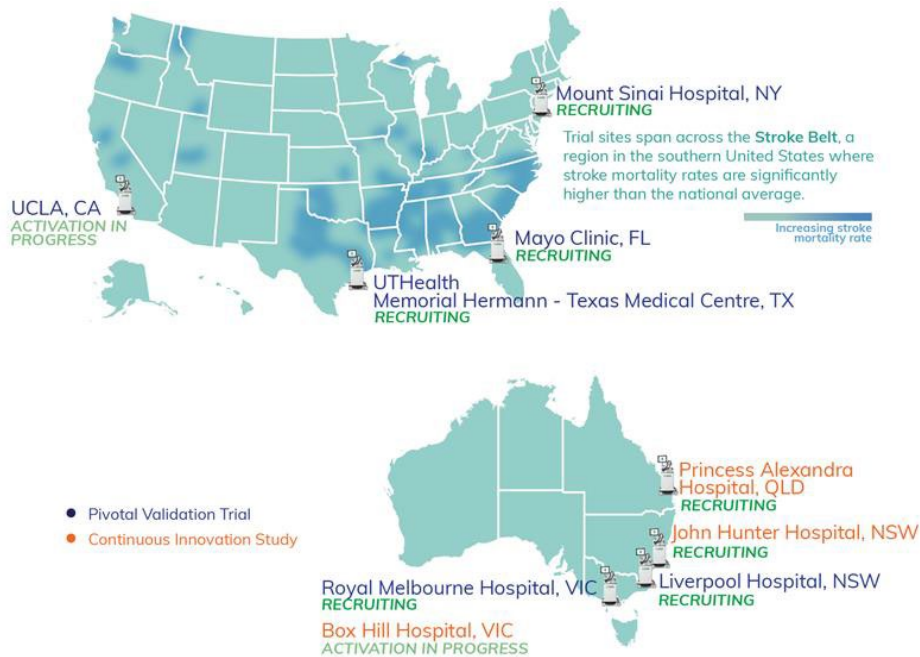 Mount Sinai Hospital, NY
RECRUITING
Trial sites span across the Stroke Belt, a
region in the southern United States where
stroke mortality rates are significantly
higher than the national average.
Increasing stroke
mortality rate
UCLA, CA
ACTIVATION IN
PROGRESS
Mayo Clinic, FL
RECRUITING
UTHealth
Memorial Hermann - Texas Medical Centre, TX
RECRUITING
Princess Alexandra
Hospital, QLD
RECRUITING
Pivotal Validation Trial
Continuous Innovation Study
John Hunter Hospital, NSW
RECRUITING
Royal Melbourne Hospital, VIC
RECRUITING
Liverpool Hospital, NSW
RECRUITING
Box Hill Hospital, VIC
ACTIVATION IN PROGRESS